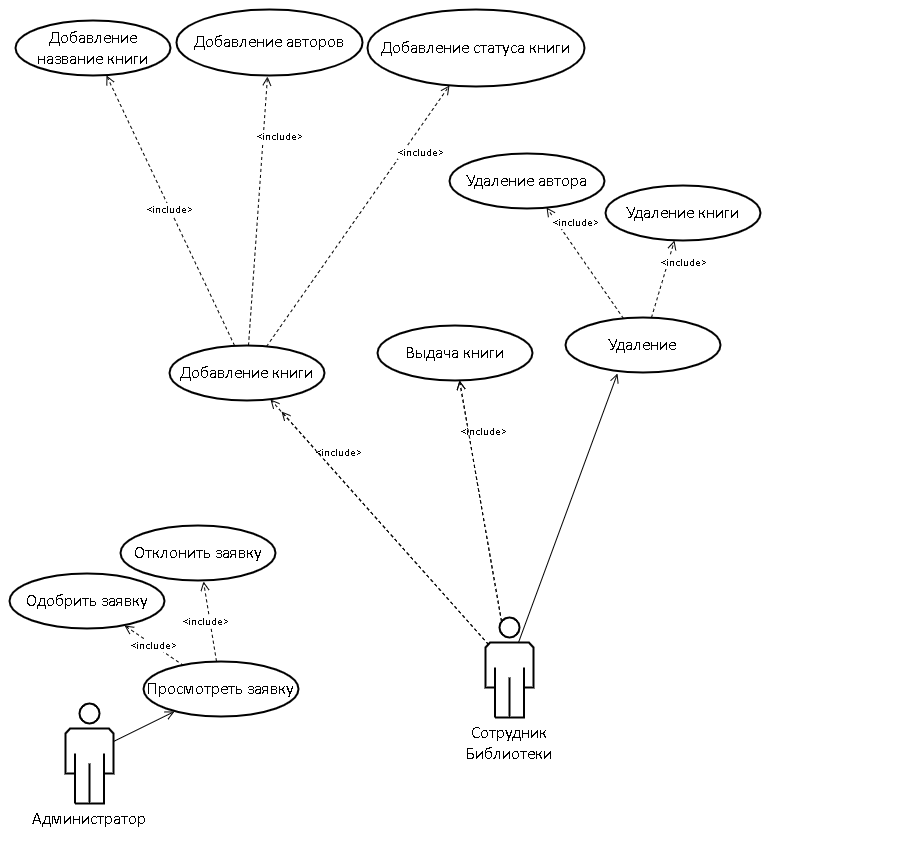 Добавление
название книги
Добавление авторов
Добавление статуса книги
<include>
<include>
<include>
Удаление автора
Удаление книги
<include>
<include>
Добавление книги
Выдача книги
Удаление
<include>
<include>
Отклонить заявку
Одобрить заявку
<include>
<include>
Просмотреть заявку
Сотрудник
Библиотеки
Администратор